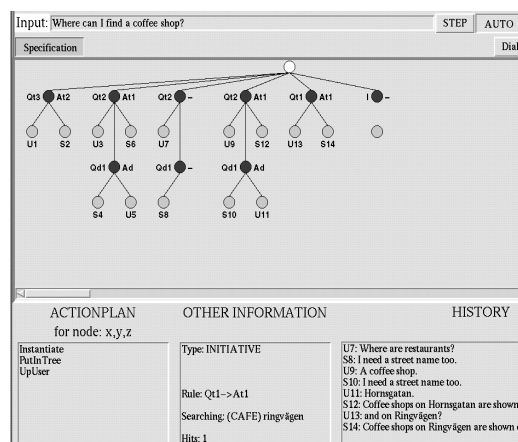 Input: Where can I find a coffee shop? STEP AUTO
Specification Dial
Qt3 At2 Qt2 At1 Qt2 – Qt2 At1 Qt1 At1 I –
U1 S2 U3 S6 U7 U9 S12 U13 S14
Qd1 Ad Qd1 – Qd1 Ad
S4 U5 S8 S10 U11
ACTIONPLAN
for node: x,y,z
Instantiate
PutInTree
UpUser
OTHER INFORMATION
Type: INITIATIVE
Rule: Qt1–>At1
Searching: (CAFE) ringvägen
Hits: 1
HISTORY
U7: Where are restaurants?
S8: I need a street name too.
U9: A coffee shop.
S10: I need a street name too.
U11: Hornsgatan.
S12: Coffee shops on Hornsgatan are shown
U13: and on Ringvägen?
S14: Coffee shops on Ringvägen are shown